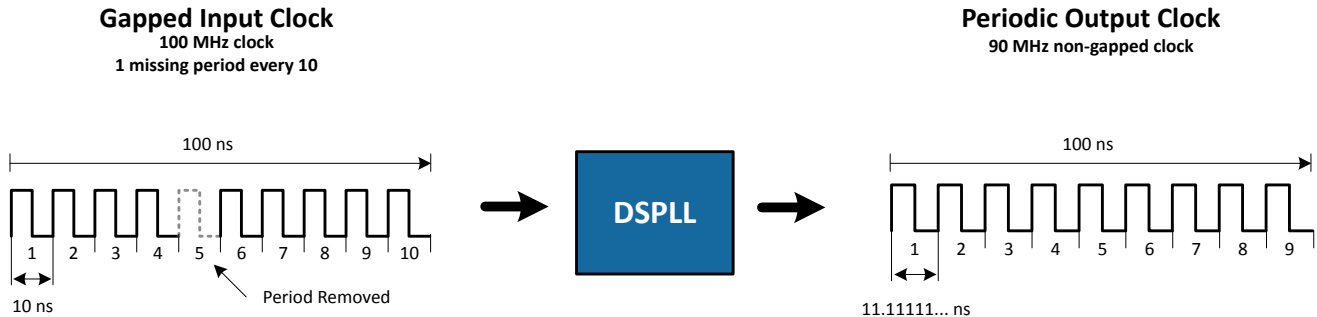 Gapped Input Clock
100 MHz clock
1 missing period every 10
100 ns
1 2 3 4 5 6 7 8 9 10
10 ns
Period Removed
DSPLL
Periodic Output Clock
90 MHz non-gapped clock
100 ns
1 2 3 4 5 6 7 8 9
11.11111... ns